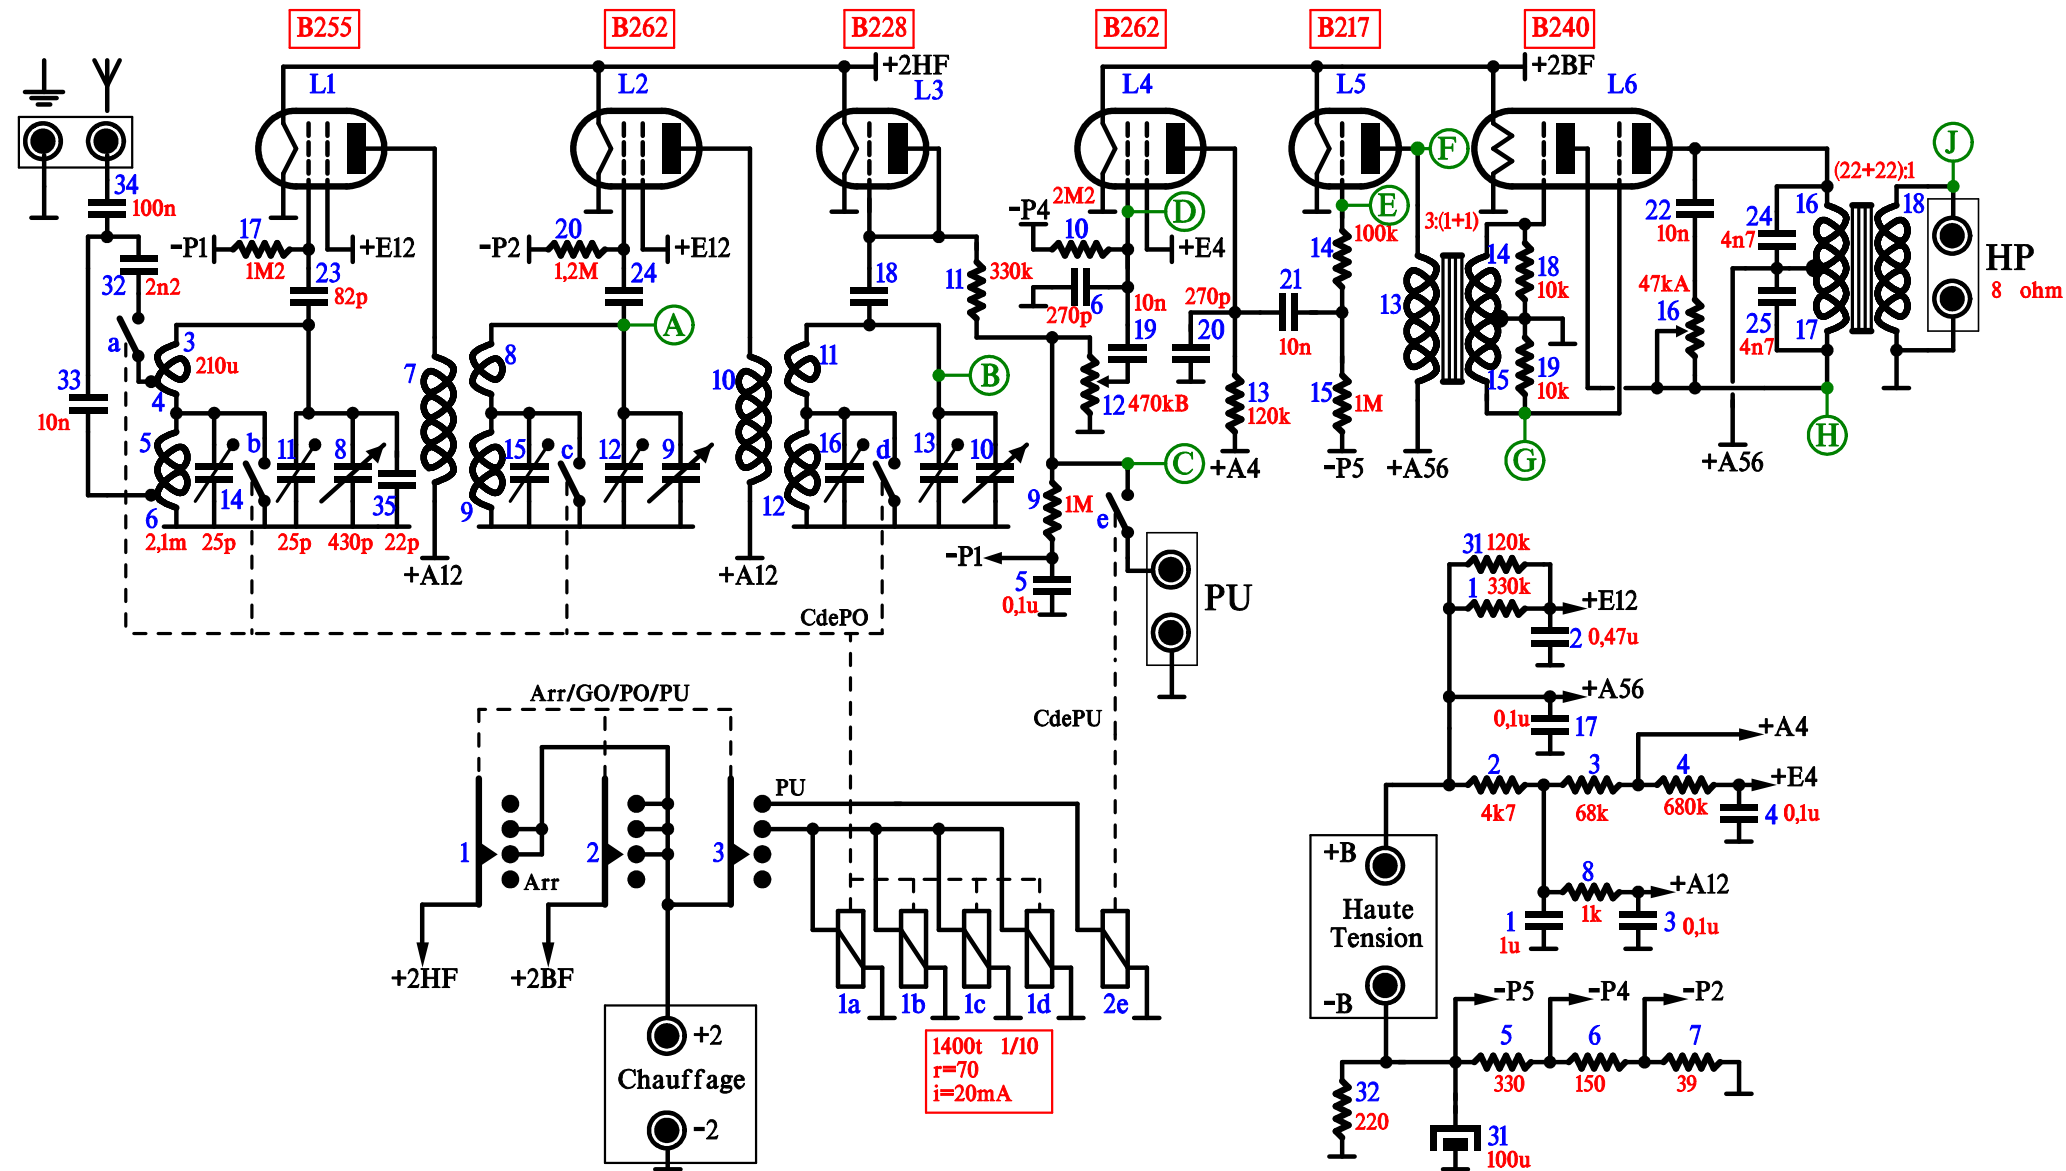 B255 B262 B228 B262 B217 B240
+2HF +2BF
L1 L2 L3 L4 L5 L6
34
100n
-P1 17 +E12
1M2
23
82p
-P2 20 +E12
1,2M
24
18
11 330k
-P4 2M2
10
+E4
D
E
F
J
(22+22):1
16 18
17
HP
8 ohm
3:(1+1)
100k
14
13
14
15
18
10k
19
10k
22
10n
24
4n7
25
4n7
47kA
16
32 2n2
a
33
10n
3
210u
4
5
6
2,1m
14
25p
b
11
25p
8
430p
35
22p
7
+A12
A
8
9
15
c
12
9
10
+A12
11
12
16
d
13
10
B
6
270p
10n
19
12 470kB
270p
20
21
10n
13
120k
+A4
15 1M
-P5
+A56
G
+A56
H
C
9 1M
-P1
5
0,1u
e
PU
CdePO
CdePU
Arr/GO/PO/PU
PU
1 2 3
Arr
+2HF +2BF
1a 1b 1c 1d 2e
1400t 1/10
r=70
i=20mA
+2
Chauffage
-2
31 120k
1 330k
+E12
2 0,47u
+A56
0,1u 17
+A4
2 3 4 +E4
4k7 68k 680k
4 0,1u
8 +A12
1k
1
1u
3 0,1u
+B
Haute
Tension
-B
-P5 -P4 -P2
5 6 7
330 150 39
32
220
31
100u